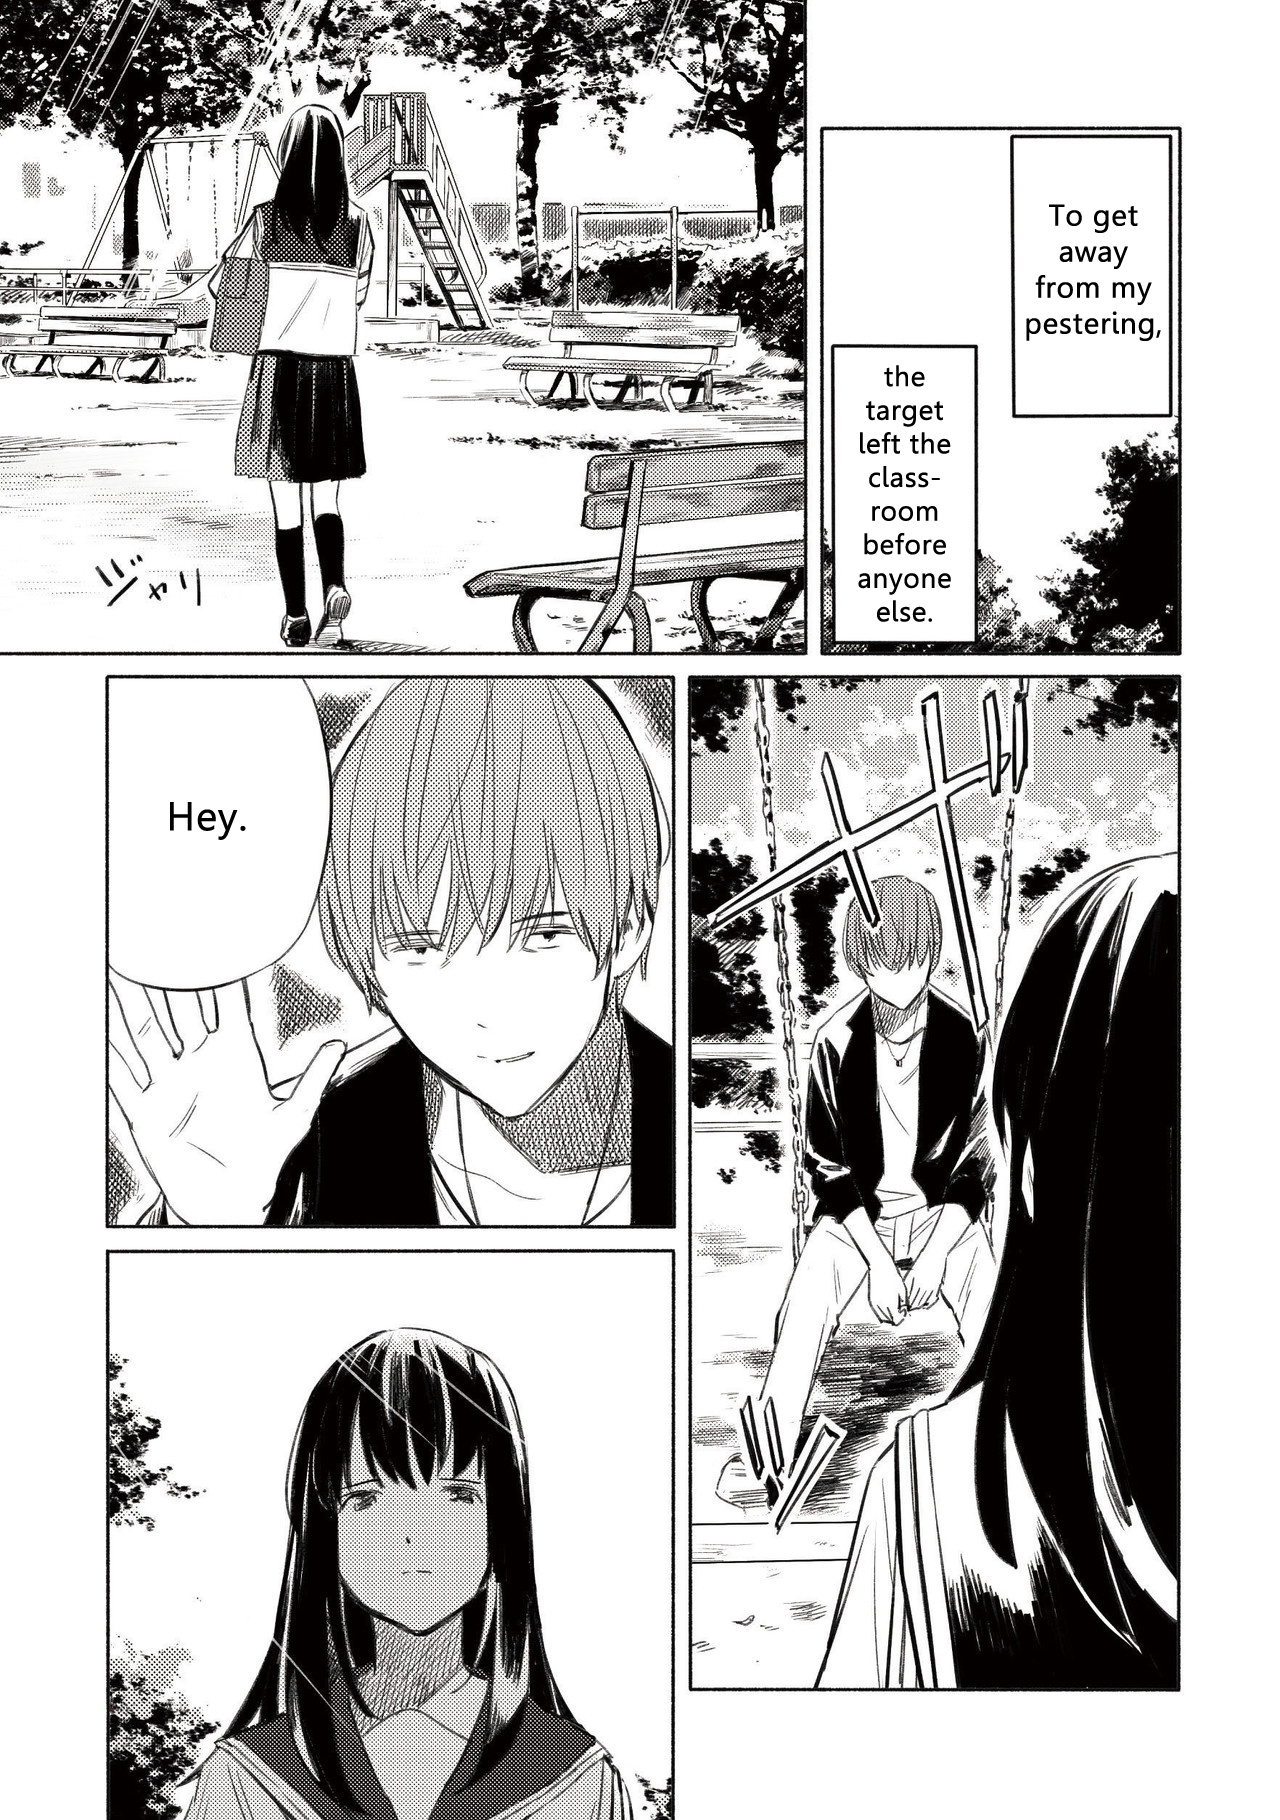 To get
away
from my
pestering,
the
target
left the
class-
room
before
anyone
else.
ジャリ
Hey.